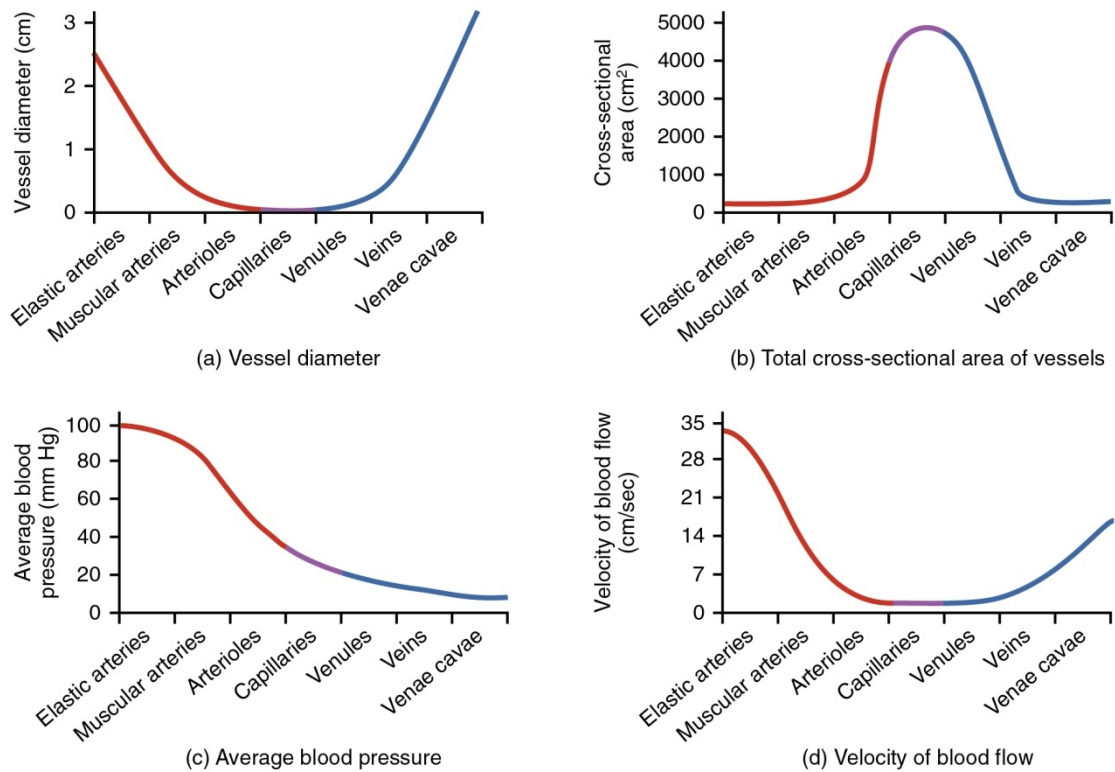 Vessel diameter (cm)
3
2
1
0
Elastic arteries
Muscular arteries
Arterioles
Capillaries
Venules
Veins
Venae cavae
(a) Vessel diameter
Cross-sectional
area (cm²)
5000
4000
3000
2000
1000
0
Elastic arteries
Muscular arteries
Arterioles
Capillaries
Venules
Veins
Venae cavae
(b) Total cross-sectional area of vessels
Average blood
pressure (mm Hg)
100
80
60
40
20
0
Elastic arteries
Muscular arteries
Arterioles
Capillaries
Venules
Veins
Venae cavae
(c) Average blood pressure
Velocity of blood flow
(cm/sec)
35
28
21
14
7
0
Elastic arteries
Muscular arteries
Arterioles
Capillaries
Venules
Veins
Venae cavae
(d) Velocity of blood flow